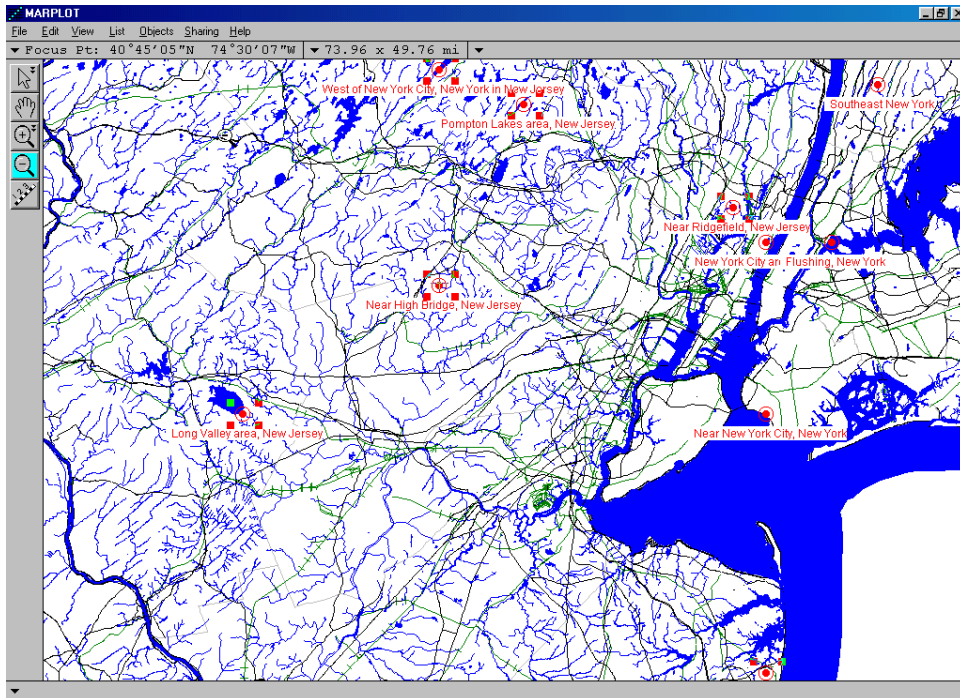 MARPLOT
File Edit View List Objects Sharing Help
Focus Pt: 40°45'05"N 74°30'07"W 73.96 x 49.76 mi
West of New York City, New York in New Jersey
Southeast New York
Pompton Lakes area, New Jersey
Near Ridgefield, New Jersey
New York City an Flushing, New York
Near High Bridge, New Jersey
Long Valley area, New Jersey
Near New York City, New York